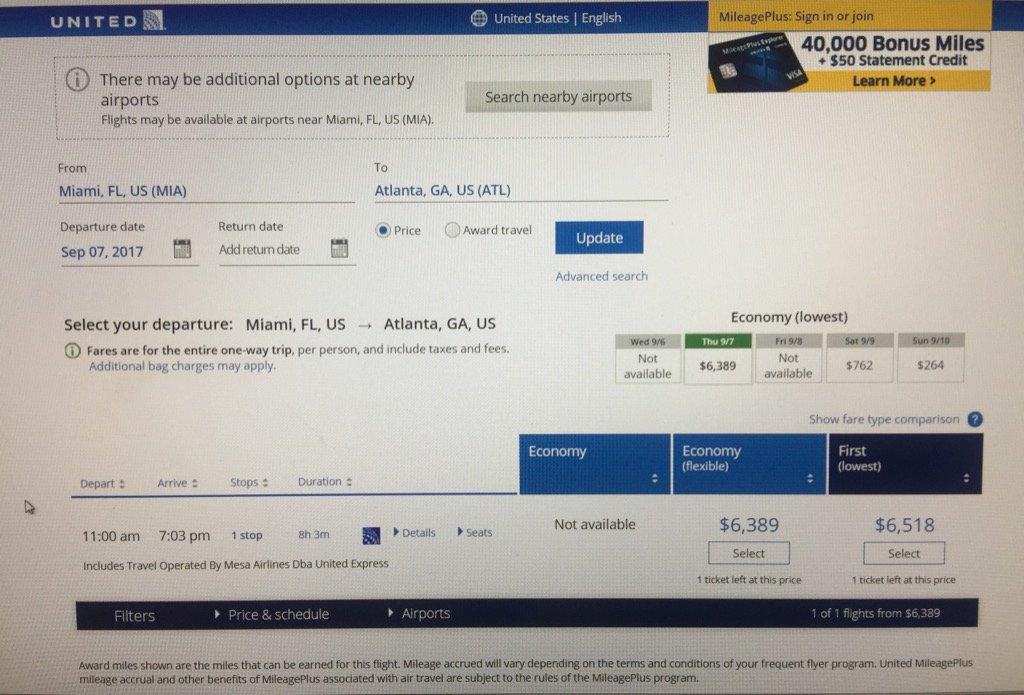 UNITED
United States | English
MileagePlus: Sign in or join
There may be additional options at nearby
airports
Flights may be available at airports near Miami, FL, US (MIA).
Search nearby airports
MileagePlus Explorer
VISA
40,000 Bonus Miles
+ $50 Statement Credit
Learn More >
From
To
Miami, FL, US (MIA)
Atlanta, GA, US (ATL)
Departure date
Return date
Price
Award travel
Update
Sep 07, 2017
Add return date
Advanced search
Select your departure: Miami, FL, US → Atlanta, GA, US
Fares are for the entire one-way trip, per person, and include taxes and fees.
Additional bag charges may apply.
Economy (lowest)
Wed 9/6 Thu 9/7 Fri 9/8 Sat 9/9 Sun 9/10
Not available $6,389 Not available $762 $264
Show fare type comparison ?
Economy
Economy (flexible)
First (lowest)
Depart Arrive Stops Duration
11:00 am 7:03 pm 1 stop 8h 3m Details Seats
Not available
$6,389
$6,518
Select
Select
1 ticket left at this price
1 ticket left at this price
Includes Travel Operated By Mesa Airlines Dba United Express
Filters Price & schedule Airports 1 of 1 flights from $6,389
Award miles shown are the miles that can be earned for this flight. Mileage accrued will vary depending on the terms and conditions of your frequent flyer program. United MileagePlus
mileage accrual and other benefits of MileagePlus associated with air travel are subject to the rules of the MileagePlus program.